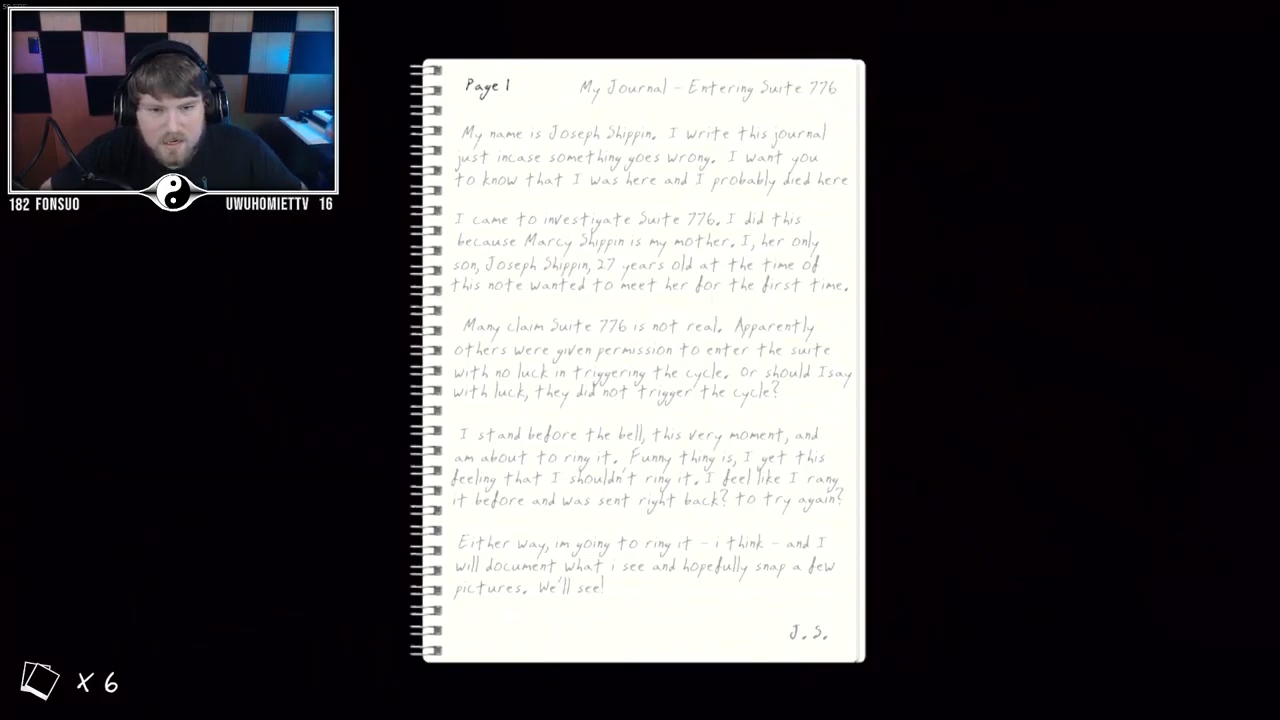 182 FONSUO
UWUHOMIETTV 16
Page 1
My Journal - Entering Suite 776
My name is Joseph Shippin. I write this journal
just incase something goes wrong. I want you
to know that I was here and I probably died here
I came to investigate Suite 776. I did this
because Marcy Shippin is my mother. I, her only
son, Joseph Shippin, 27 years old at the time of
this note wanted to meet her for the first time.
Many claim Suite 776 is not real. Apparently
others were given permission to enter the suite
with no luck in triggering the cycle. Or should I say
with luck, they did not trigger the cycle?
I stand before the bell, this very moment, and
am about to ring it. Funny thing is, I get this
feeling that I shouldn't ring it. I feel like I rang
it before and was sent right back? to try again?
Either way, im going to ring it - i think - and I
will document what i see and hopefully snap a few
pictures. We'll see!
J.S.
X 6